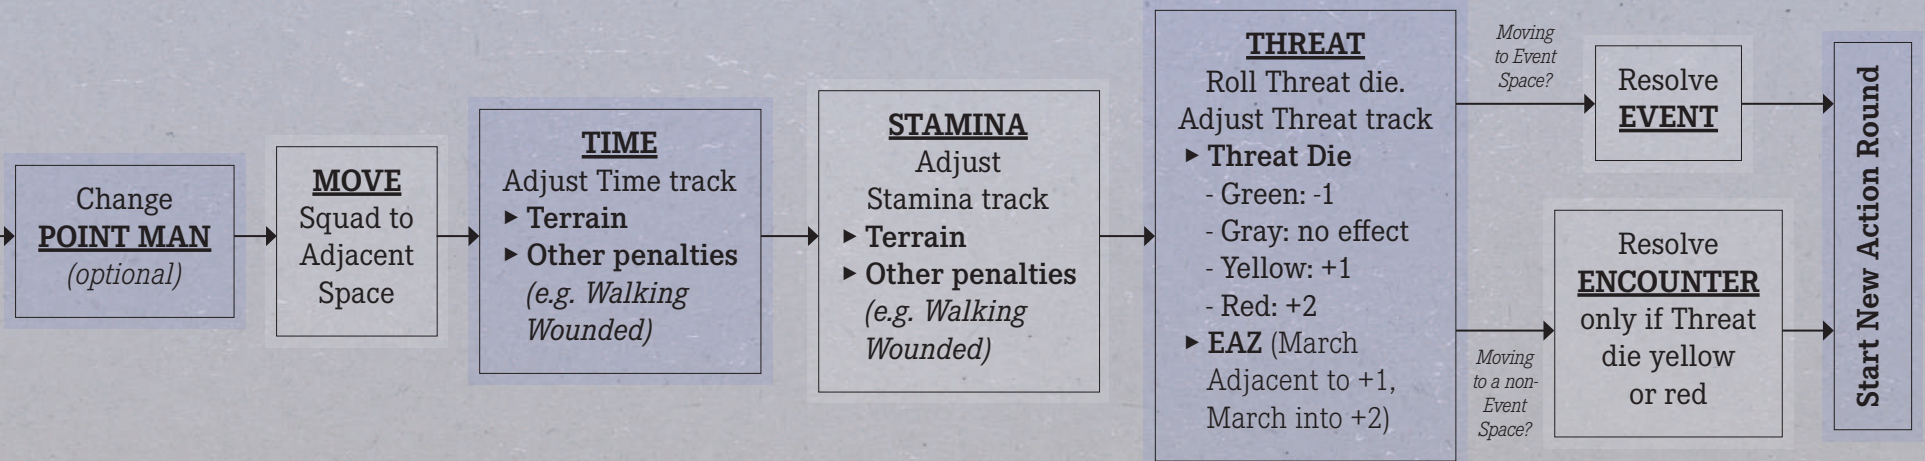 Change
POINT MAN
(optional)
MOVE
Squad to
Adjacent
Space
TIME
Adjust Time track
► Terrain
► Other penalties
(e.g. Walking
Wounded)
STAMINA
Adjust
Stamina track
► Terrain
► Other penalties
(e.g. Walking
Wounded)
THREAT
Roll Threat die.
Adjust Threat track
► Threat Die
- Green: -1
- Gray: no effect
- Yellow: +1
- Red: +2
► EAZ (March
Adjacent to +1,
March into +2)
Moving
to Event
Space?
Resolve
EVENT
Moving
to a non-
Event
Space?
Resolve
ENCOUNTER
only if Threat
die yellow
or red
Start New Action Round